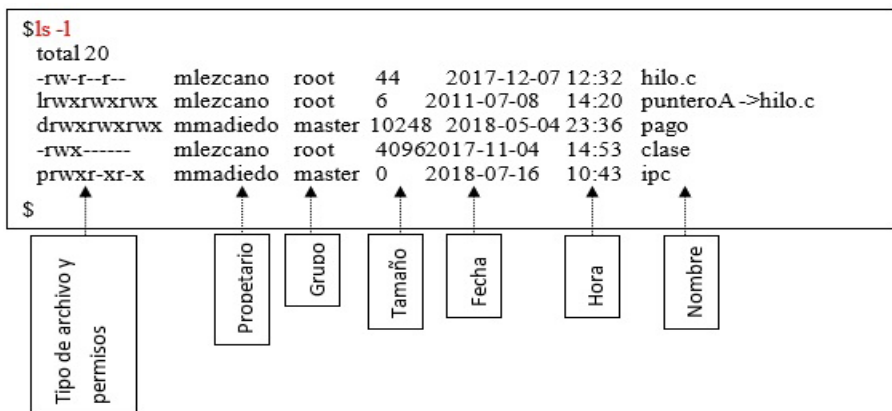 $ls -l
total 20
-rw-r--r-- mlezcano root 44 2017-12-07 12:32 hilo.c
lrwxrwxrwx mlezcano root 6 2011-07-08 14:20 punteroA ->hilo.c
drwxrwxrwx mmadiedo master 10248 2018-05-04 23:36 pago
-rwx------ mlezcano root 40962017-11-04 14:53 clase
prwxr-xr-x mmadiedo master 0 2018-07-16 10:43 ipc
$
Tipo de archivo y
permisos
Propetario
Grupo
Tamaño
Fecha
Hora
Nombre